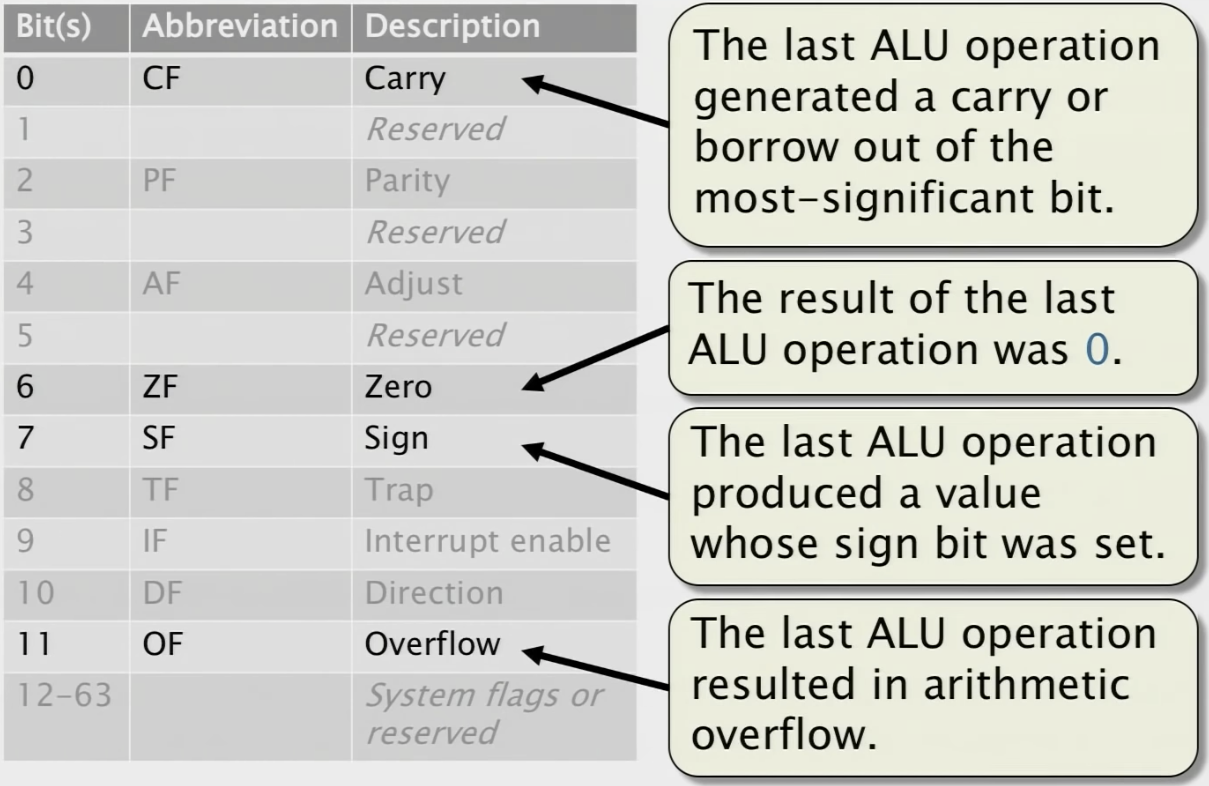 Bit(s) Abbreviation Description
0 CF Carry
1 Reserved
2 PF Parity
3 Reserved
4 AF Adjust
5 Reserved
6 ZF Zero
7 SF Sign
8 TF Trap
9 IF Interrupt enable
10 DF Direction
11 OF Overflow
12–63 System flags or
reserved
The last ALU operation
generated a carry or
borrow out of the
most–significant bit.
The result of the last
ALU operation was 0.
The last ALU operation
produced a value
whose sign bit was set.
The last ALU operation
resulted in arithmetic
overflow.